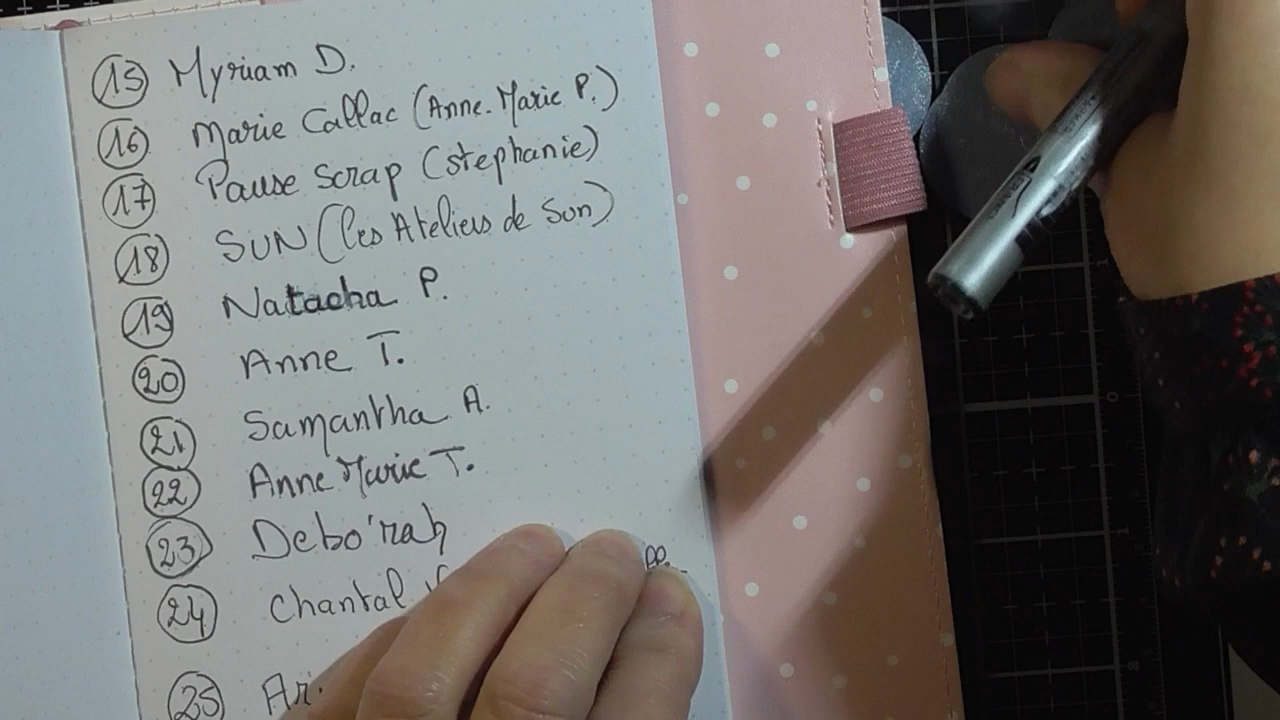 15 Myriam D.
16 Marie Callac (Anne-Marie P.)
17 Pause Scrap (stephanie)
18 SUN (les Ateliers de Sun)
19 Natacha P.
20 Anne T.
21 Samantha A.
22 Anne Marie T.
23 Debo'rah
24 Chantal
25